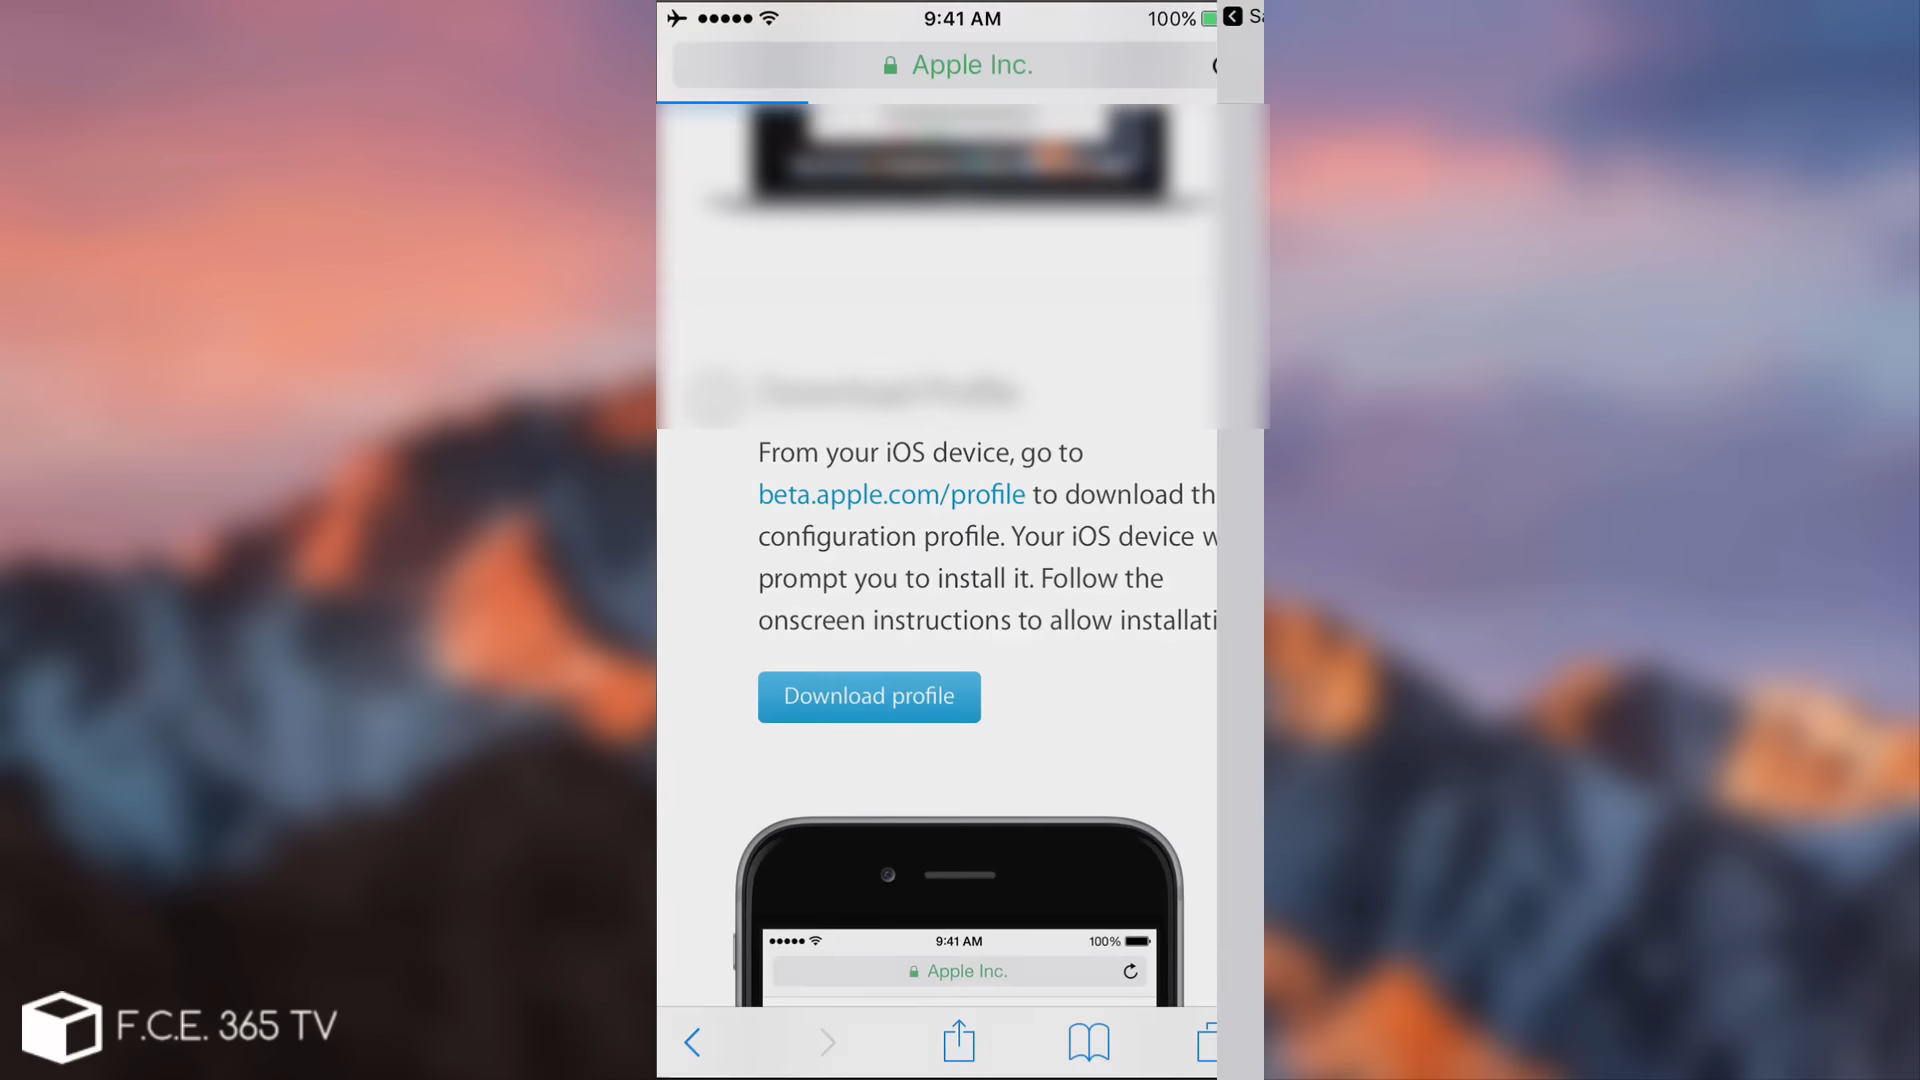 9:41 AM
100%
Apple Inc.
Download Profile
From your iOS device, go to
beta.apple.com/profile to download
configuration profile. Your iOS device
prompt you to install it. Follow the
onscreen instructions to allow
Download profile
9:41 AM
100%
Apple Inc.
F.C.E. 365 TV